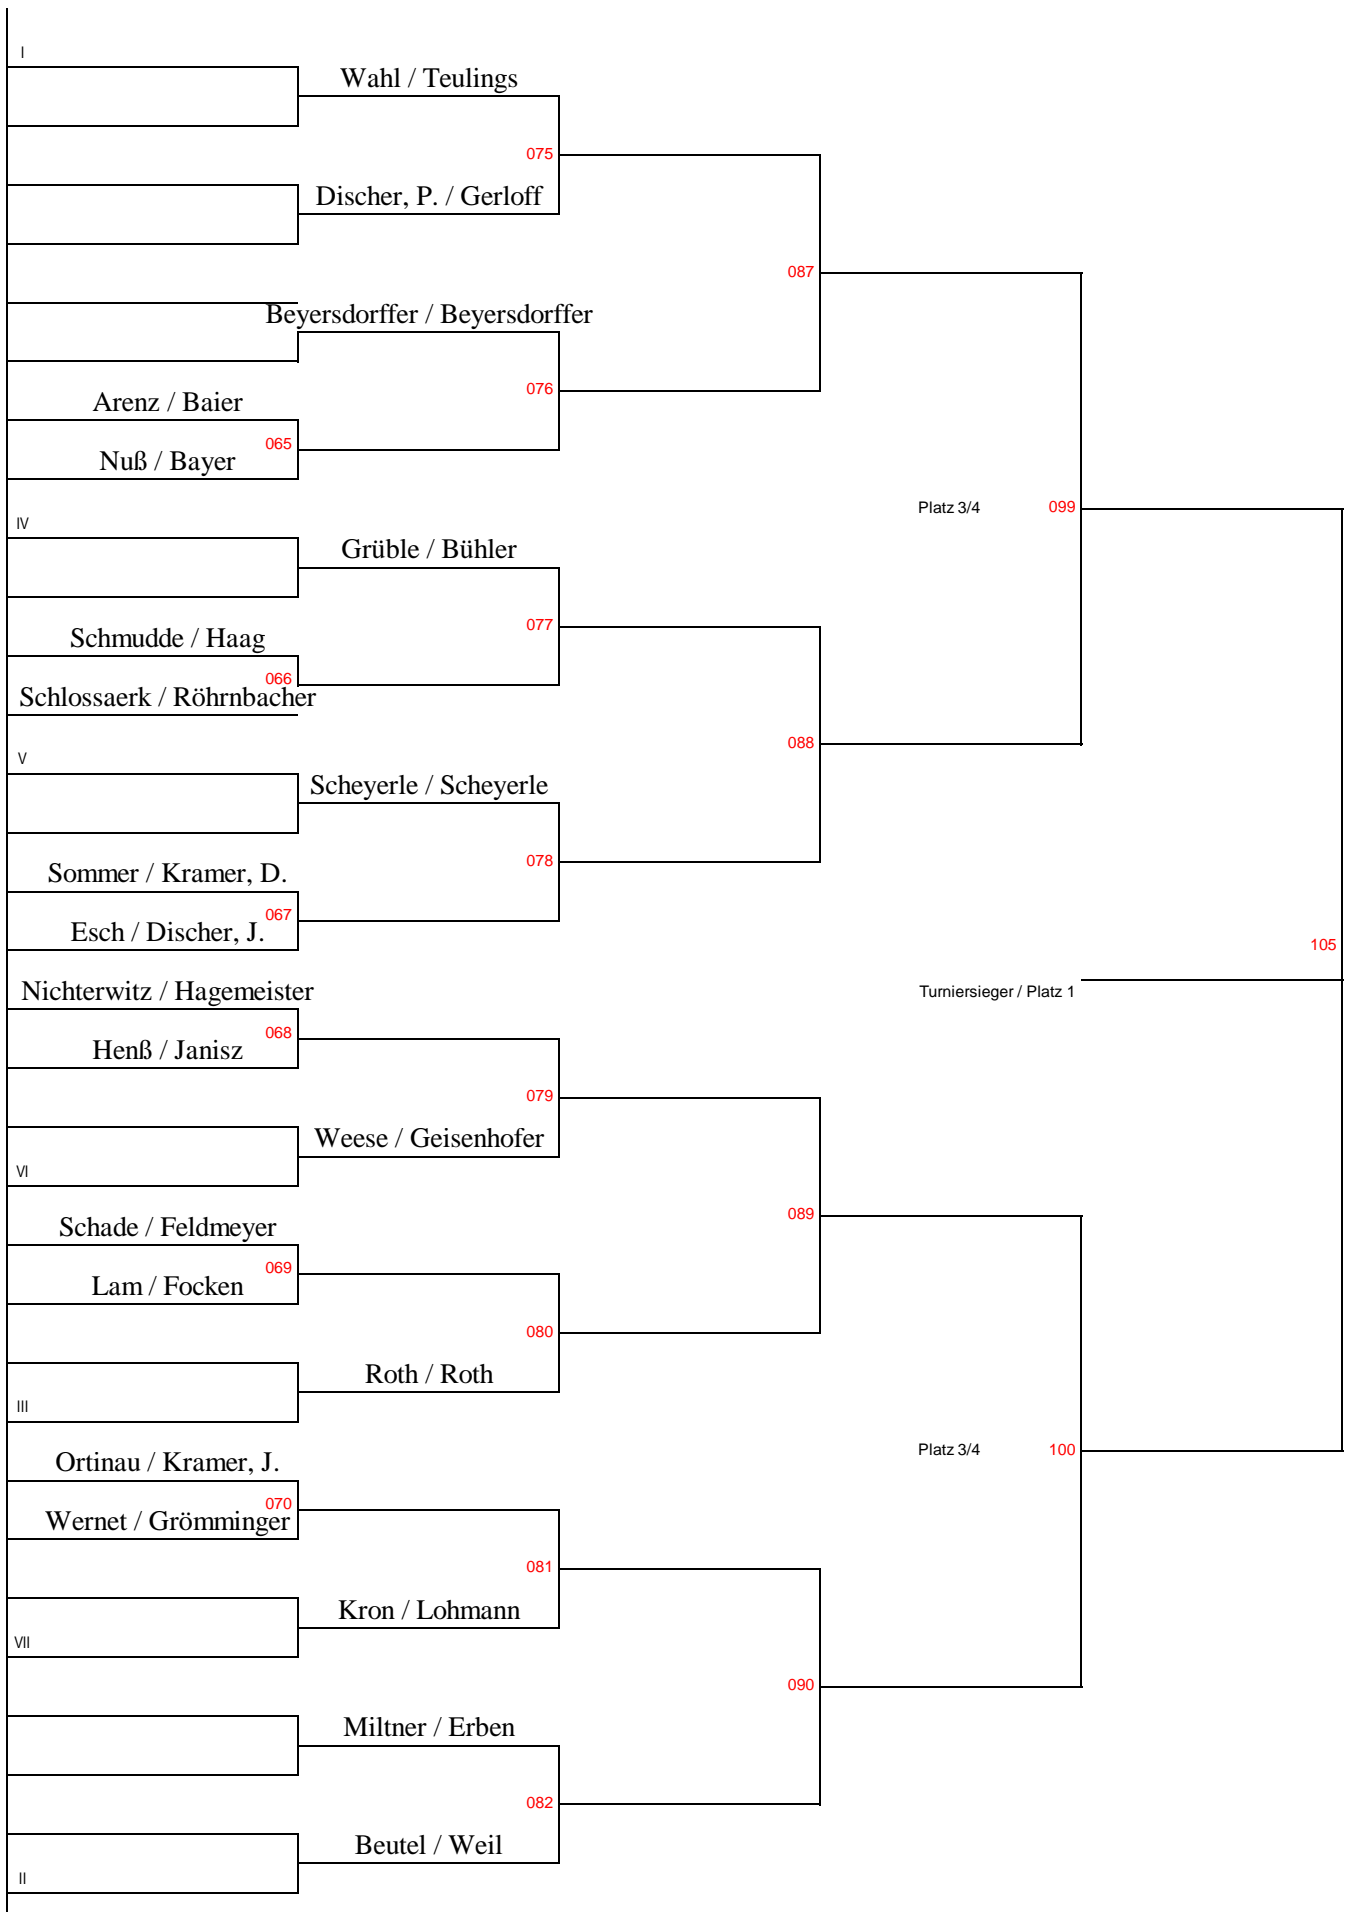 I
Wahl / Teulings
075
Discher, P. / Gerloff
087
Beyersdorffer / Beyersdorffer
076
Arenz / Baier
065
Nuß / Bayer
Platz 3/4
099
IV
Grüble / Bühler
077
Schmudde / Haag
066
Schlossaerk / Röhrnbacher
088
V
Scheyerle / Scheyerle
078
Sommer / Kramer, D.
067
Esch / Discher, J.
105
Nichterwitz / Hagemeister
Turniersieger / Platz 1
068
Henß / Janisz
079
Weese / Geisenhofer
VI
089
Schade / Feldmeyer
069
Lam / Focken
080
Roth / Roth
III
Platz 3/4
100
Ortinau / Kramer, J.
070
Wernet / Grömminger
081
Kron / Lohmann
VII
090
Miltner / Erben
082
Beutel / Weil
II